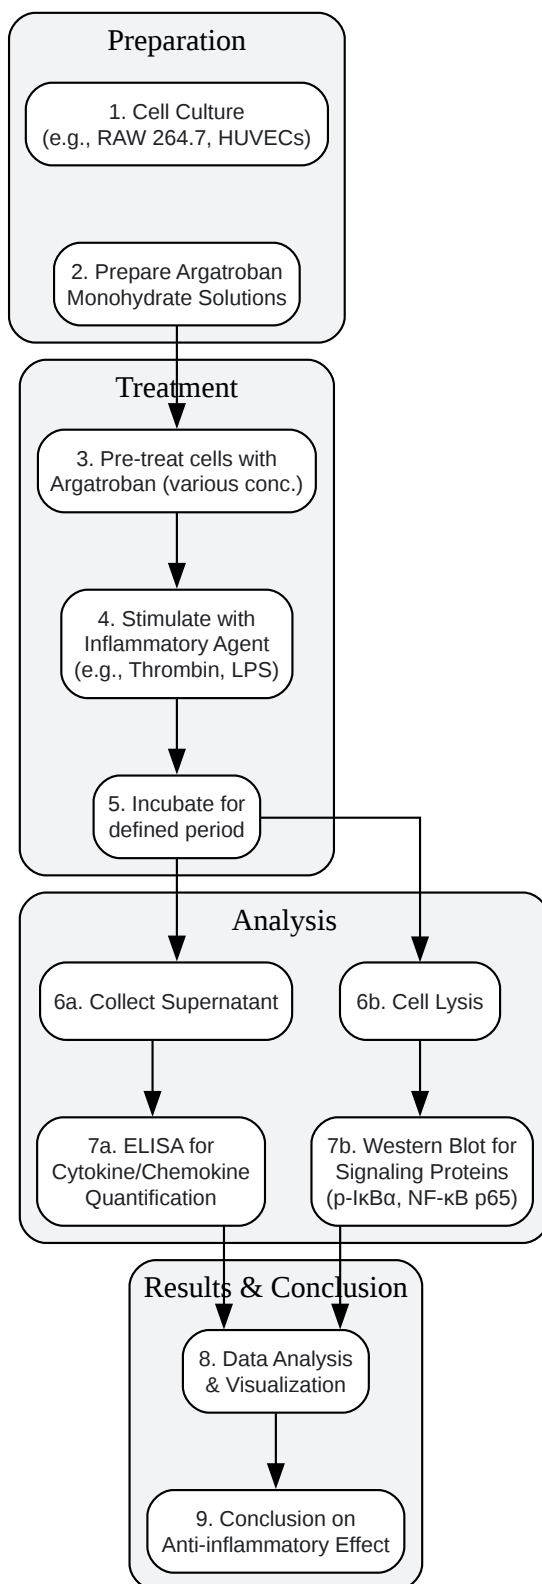 Preparation
1. Cell Culture
(e.g., RAW 264.7, HUVECs)
2. Prepare Argatroban
Monohydrate Solutions
Treatment
3. Pre-treat cells with
Argatroban (various conc.)
4. Stimulate with
Inflammatory Agent
(e.g., Thrombin, LPS)
5. Incubate for
defined period
Analysis
6a. Collect Supernatant
6b. Cell Lysis
7a. ELISA for
Cytokine/Chemokine
Quantification
7b. Western Blot for
Signaling Proteins
(p-IκBα, NF-κB p65)
Results & Conclusion
8. Data Analysis
& Visualization
9. Conclusion on
Anti-inflammatory Effect